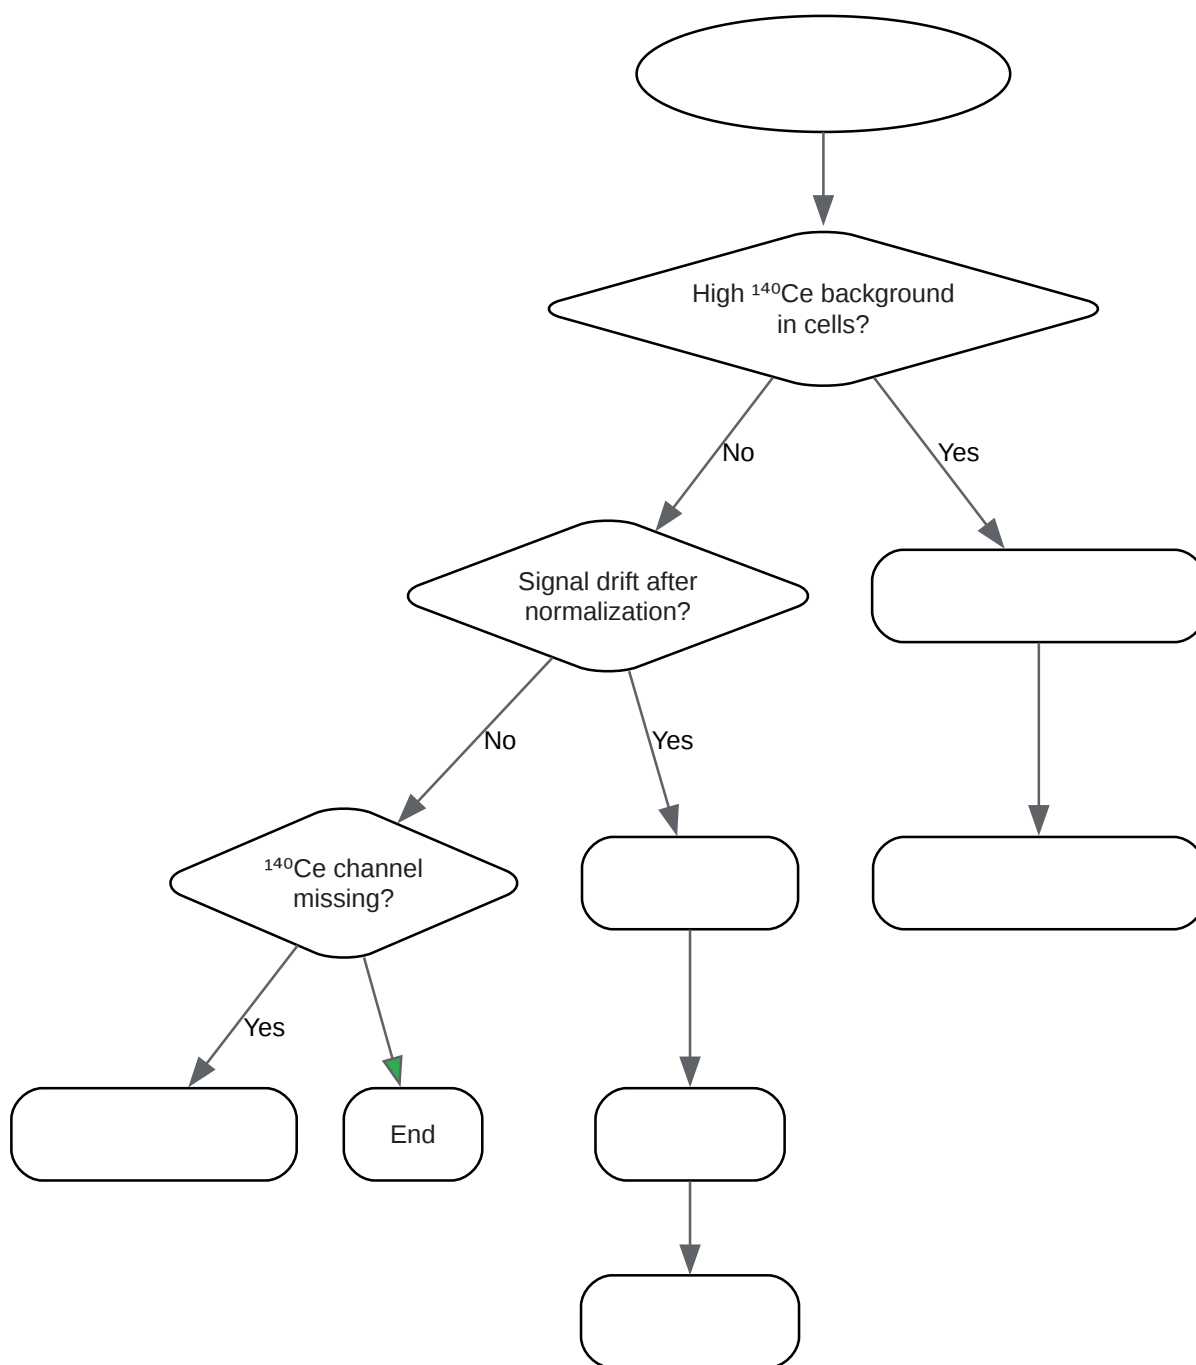 High ¹⁴⁰Ce background
in cells?
No
Yes
Signal drift after
normalization?
No
Yes
¹⁴⁰Ce channel
missing?
Yes
End